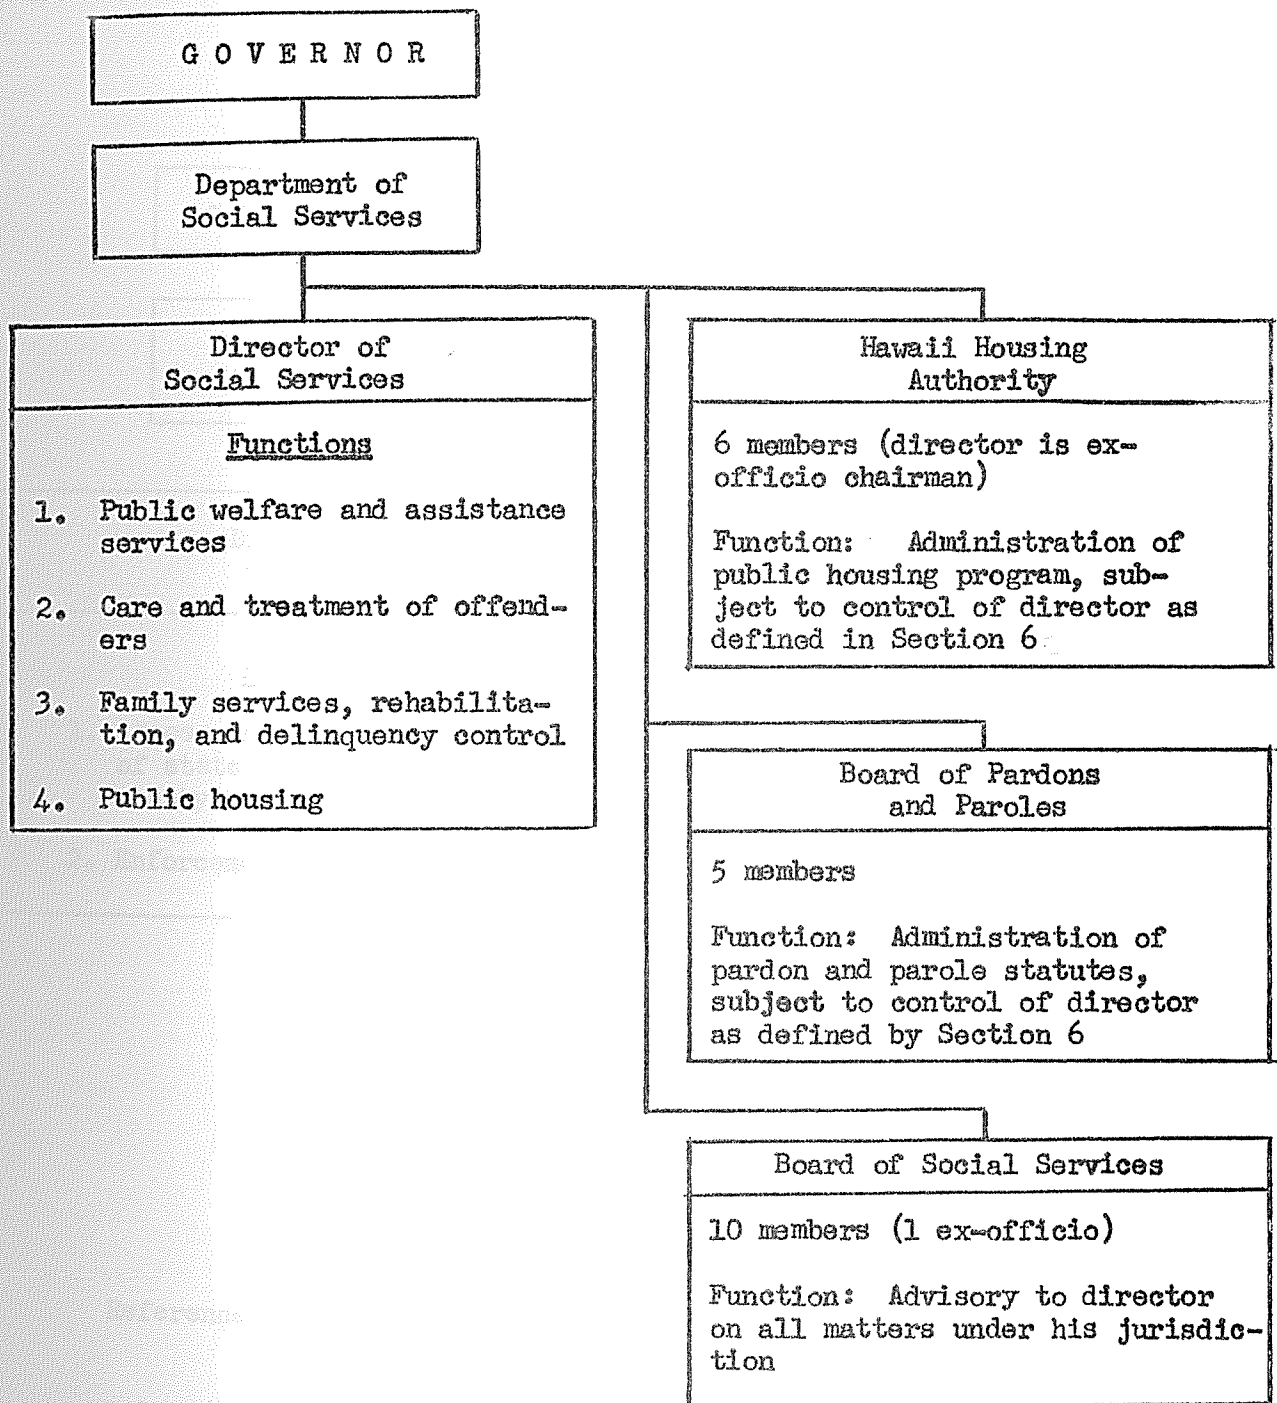 GOVERNOR
Department of
Social Services
Director of
Social Services
Functions
1. Public welfare and assistance
services
2. Care and treatment of offend-
ers
3. Family services, rehabilita-
tion, and delinquency control
4. Public housing
Hawaii Housing
Authority
6 members (director is ex-
officio chairman)
Function: Administration of
public housing program, sub-
ject to control of director as
defined in Section 6
Board of Pardons
and Paroles
5 members
Function: Administration of
pardon and parole statutes,
subject to control of director
as defined by Section 6
Board of Social Services
10 members (1 ex-officio)
Function: Advisory to director
on all matters under his jurisdic-
tion